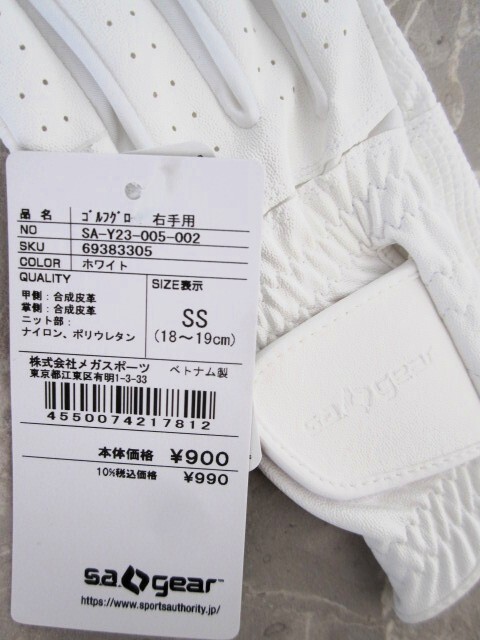 品名 ｺﾞﾙﾌｸﾞﾛｰ 右手用
NO SA-Y23-005-002
SKU 69383305
COLOR ホワイト
QUALITY
甲側：合成皮革
掌側：合成皮革
ニット部：
ナイロン、ポリウレタン
SIZE表示
SS
(18～19cm)
株式会社メガスポーツ
東京都江東区有明1-3-33
ベトナム製
4550074217812
本体価格 ¥900
10%税込価格 ¥990
s.a.gear™
https://www.sportsauthority.jp/
s.a.gear